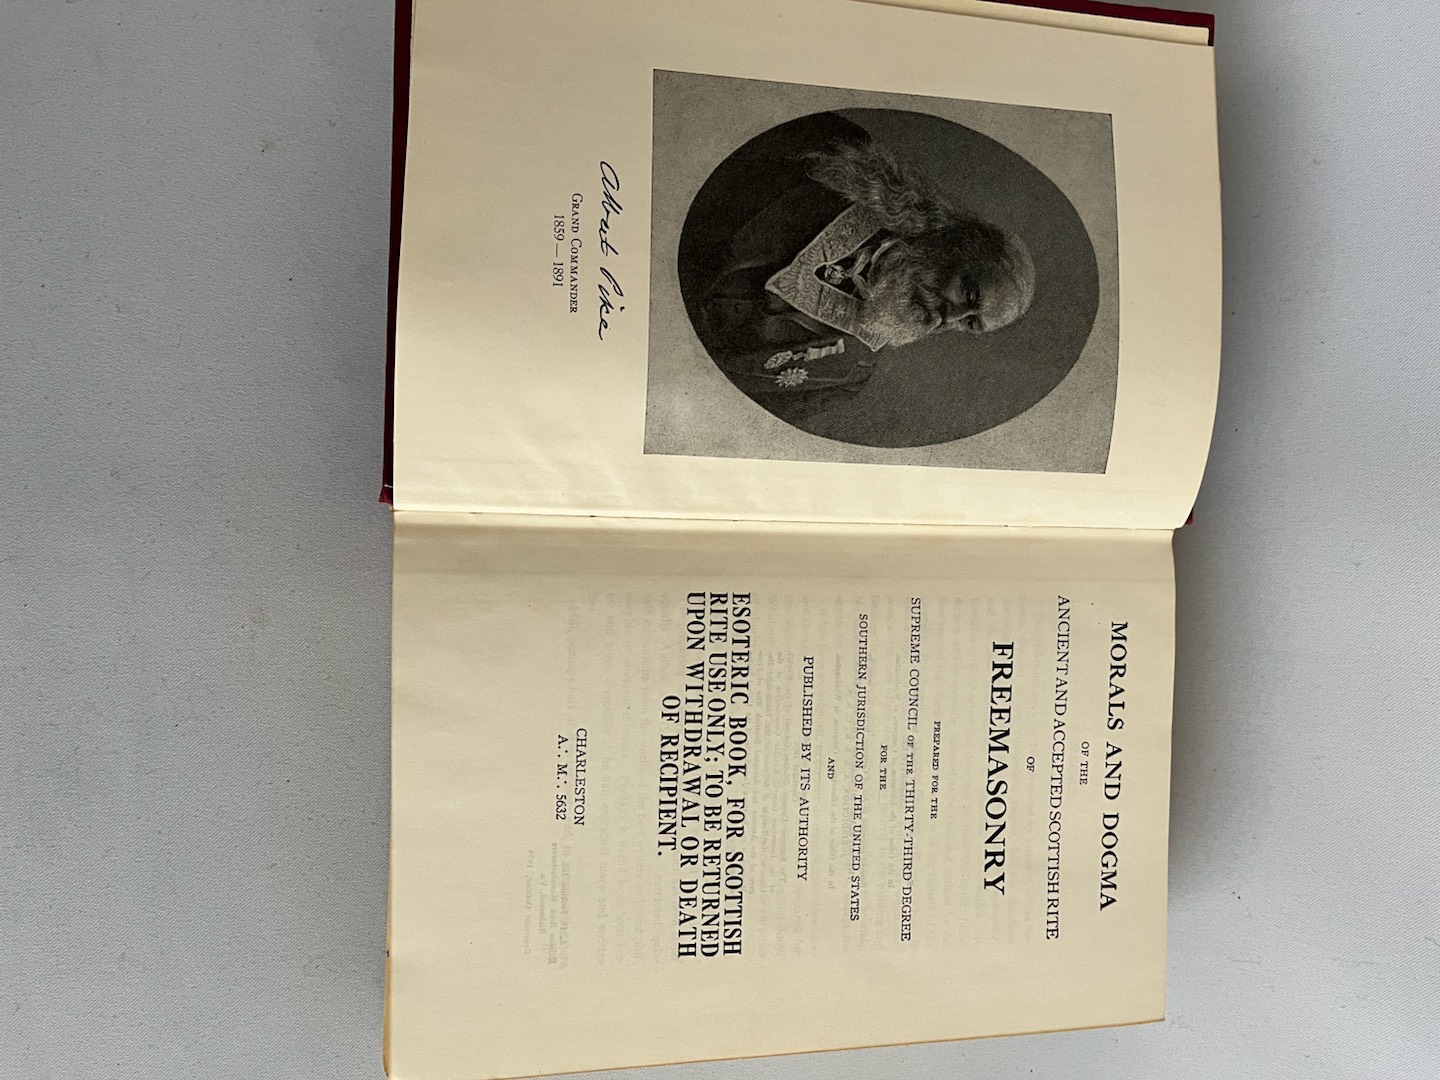 Albert Pike
GRAND COMMANDER
1859 — 1891
MORALS AND DOGMA
OF THE
ANCIENT AND ACCEPTED SCOTTISH RITE
OF
FREEMASONRY
PREPARED FOR THE
SUPREME COUNCIL OF THE THIRTY-THIRD DEGREE
FOR THE
SOUTHERN JURISDICTION OF THE UNITED STATES
AND
PUBLISHED BY ITS AUTHORITY
ESOTERIC BOOK, FOR SCOTTISH
RITE USE ONLY; TO BE RETURNED
UPON WITHDRAWAL OR DEATH
OF RECIPIENT.
CHARLESTON
A∴ M∴ 5632